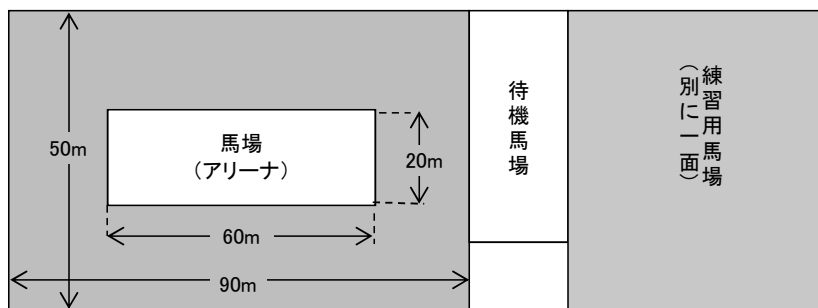 50m
馬場
（アリーナ）
20m
60m
90m
待機馬場
練習用馬場
（別に一面）